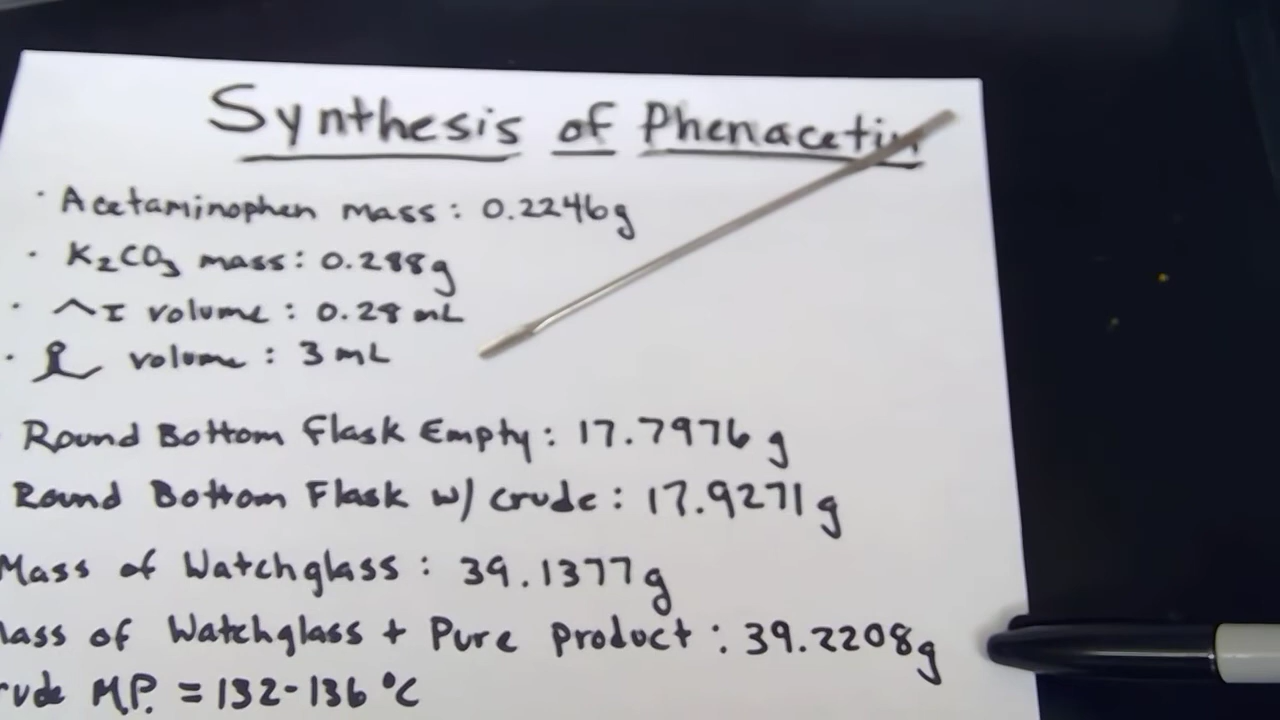 Synthesis of Phenacetin
· Acetaminophen mass: 0.2246g
· K₂CO₃ mass: 0.288g
· I volume: 0.28 mL
· volume: 3 mL
Round Bottom Flask Empty: 17.7976 g
Round Bottom Flask w/ crude: 17.9271 g
Mass of Watchglass: 39.1377g
ass of Watchglass + Pure product: 39.2208g
rude M.P. = 132-136 °C